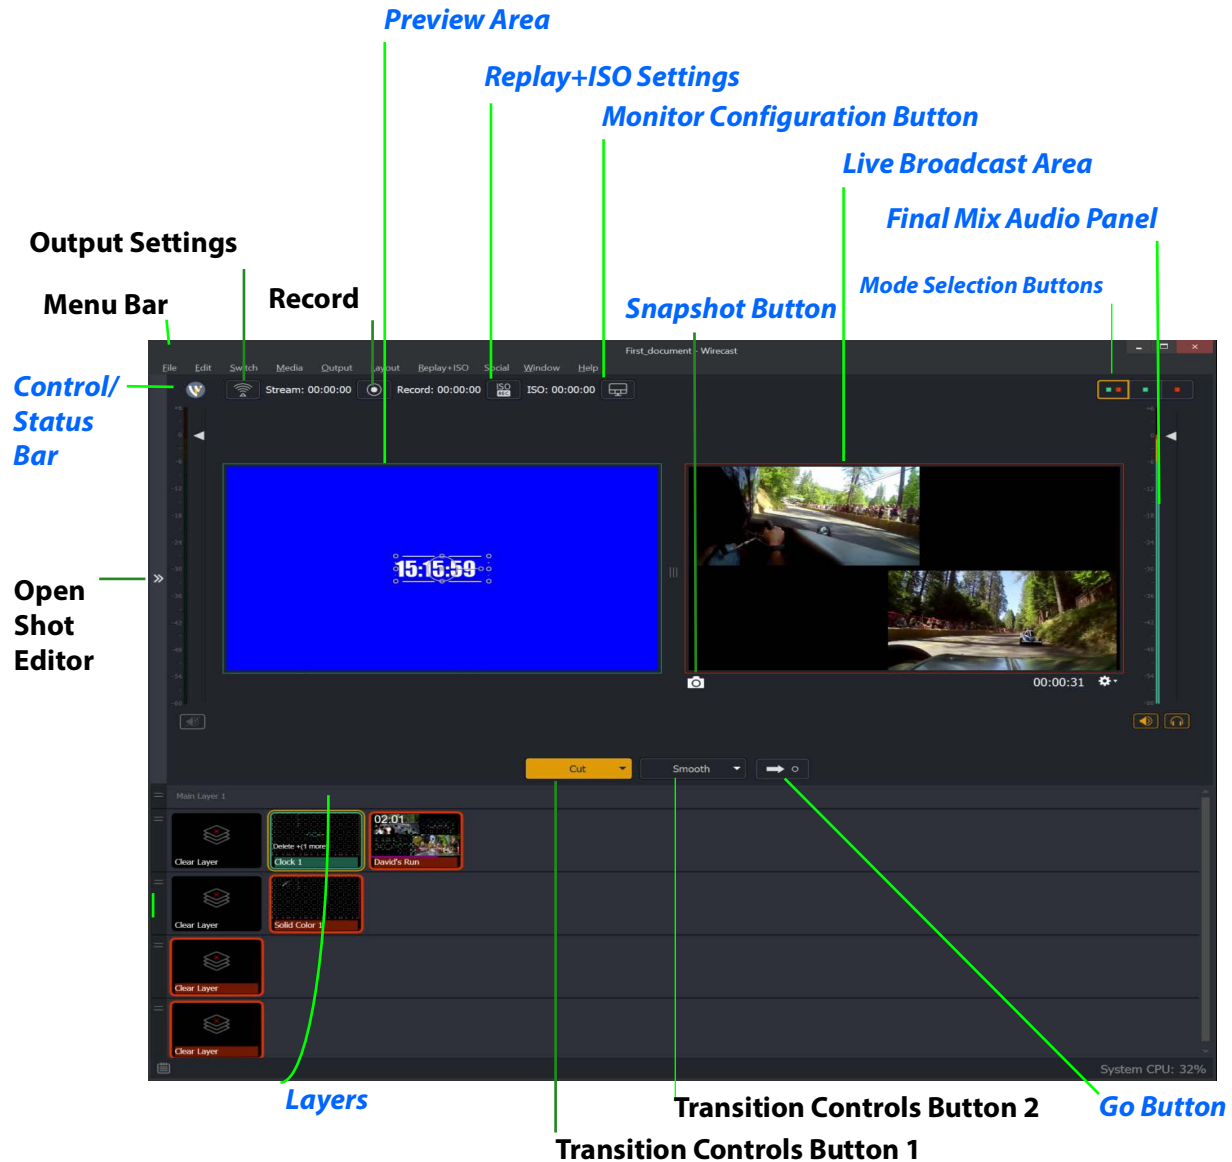 Preview Area
Replay+ISO Settings
Monitor Configuration Button
Live Broadcast Area
Final Mix Audio Panel
Output Settings
Mode Selection Buttons
Menu Bar
Record
Snapshot Button
First_document - Wirecast
File Edit Switch Media Output Layout Replay+ISO Social Window Help
Control/
Status
Bar
Stream: 00:00:00
Record: 00:00:00
ISO
REC
ISO: 00:00:00
15:15:59
Open
Shot
Editor
00:00:31
Cut
Smooth
Main Layer 1
Clear Layer
Delete +(1 more)
Clock 1
02:01
David's Run
Clear Layer
Solid Color 1
Clear Layer
Clear Layer
System CPU: 32%
Layers
Transition Controls Button 2
Go Button
Transition Controls Button 1